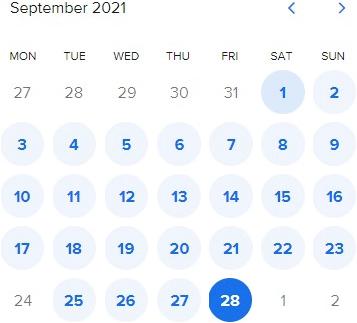 September 2021
MON TUE WED THU FRI SAT SUN
27 28 29 30 31 1 2
3 4 5 6 7 8 9
10 11 12 13 14 15 16
17 18 19 20 21 22 23
24 25 26 27 28 1 2